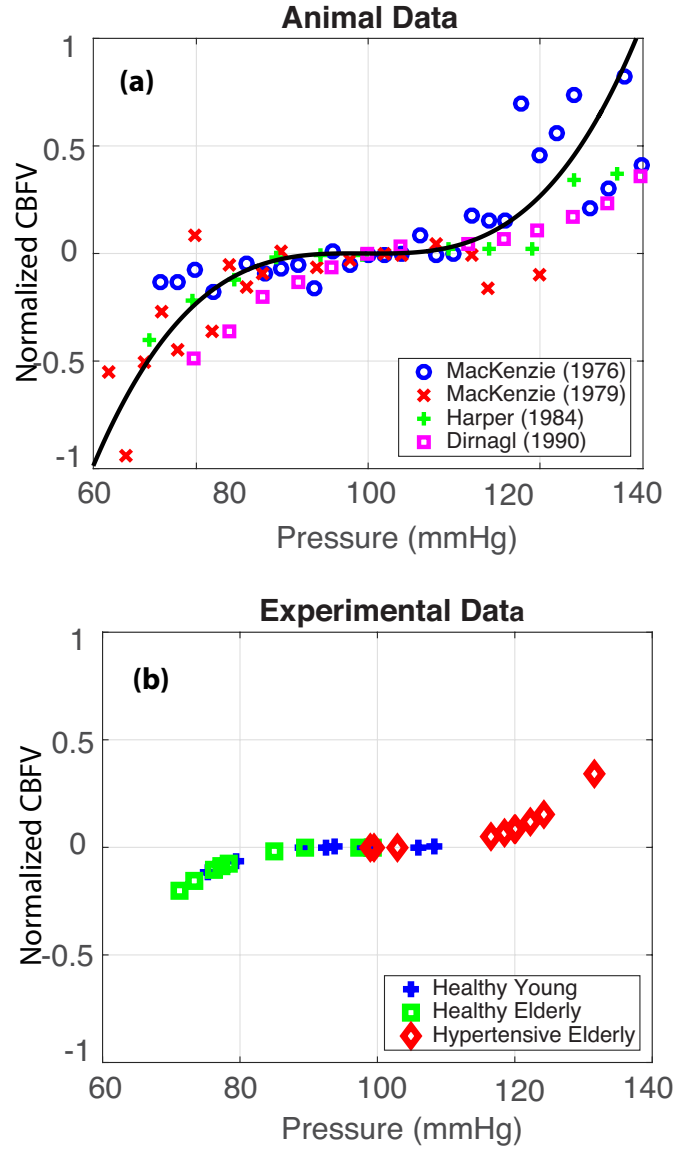 Animal Data
(a)
1
0.5
0
-0.5
-1
Normalized CBFV
MacKenzie (1976)
MacKenzie (1979)
Harper (1984)
Dirnagl (1990)
60 80 100 120 140
Pressure (mmHg)
Experimental Data
(b)
1
0.5
0
-0.5
-1
Normalized CBFV
Healthy Young
Healthy Elderly
Hypertensive Elderly
60 80 100 120 140
Pressure (mmHg)